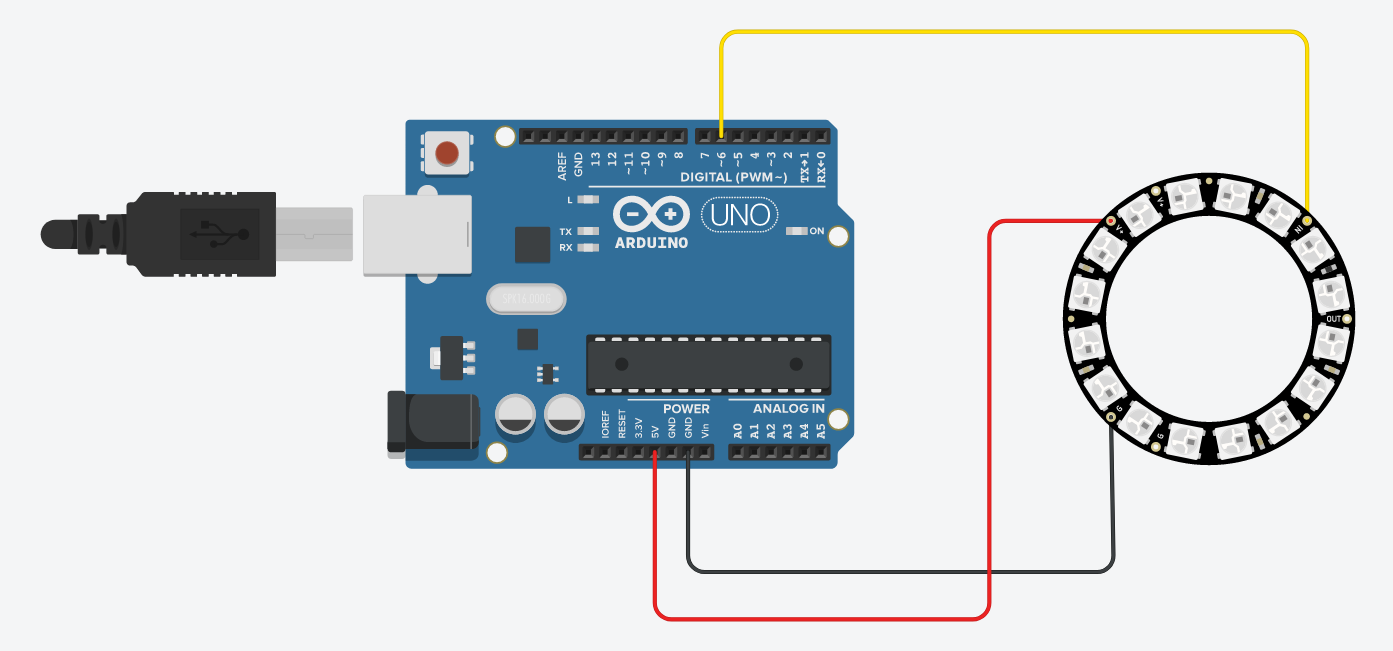 AREF
GND
13
12
~11
~10
~9
8
7
~6
~5
4
~3
2
TX→1
RX←0
DIGITAL (PWM~)
L
TX
RX
ARDUINO
UNO
ON
POWER
ANALOG IN
IOREF
RESET
3.3V
5V
GND
GND
Vin
A0
A1
A2
A3
A4
A5
V+
V+
IN
OUT
G
G